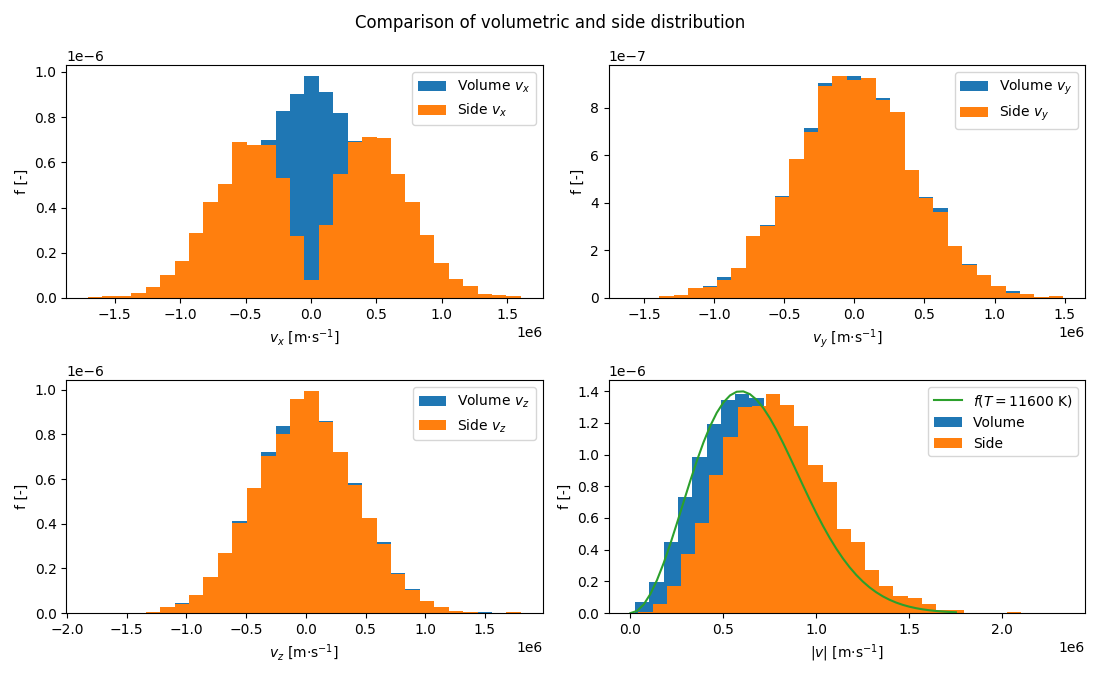 Comparison of volumetric and side distribution
1e−6
1.0
0.8
0.6
0.4
0.2
0.0
f [-]
Volume vₓ
Side vₓ
−1.5 −1.0 −0.5 0.0 0.5 1.0 1.5
1e6
vₓ [m·s⁻¹]
1e−7
8
6
4
2
0
f [-]
Volume v_y
Side v_y
−1.5 −1.0 −0.5 0.0 0.5 1.0 1.5
1e6
v_y [m·s⁻¹]
1e−6
1.0
0.8
0.6
0.4
0.2
0.0
f [-]
Volume v_z
Side v_z
−2.0 −1.5 −1.0 −0.5 0.0 0.5 1.0 1.5
1e6
v_z [m·s⁻¹]
1e−6
1.4
1.2
1.0
0.8
0.6
0.4
0.2
0.0
f [-]
f(T = 11600 K)
Volume
Side
0.0 0.5 1.0 1.5 2.0
1e6
|v| [m·s⁻¹]